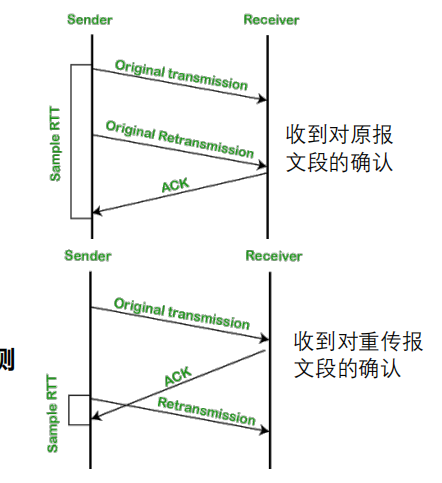 Sender Receiver
Original transmission
Sample RTT
Original Retransmission
ACK
收到对原报
文段的确认
Sender Receiver
Original transmission
测
收到对重传报
文段的确认
ACK
Retransmission
Sample RTT